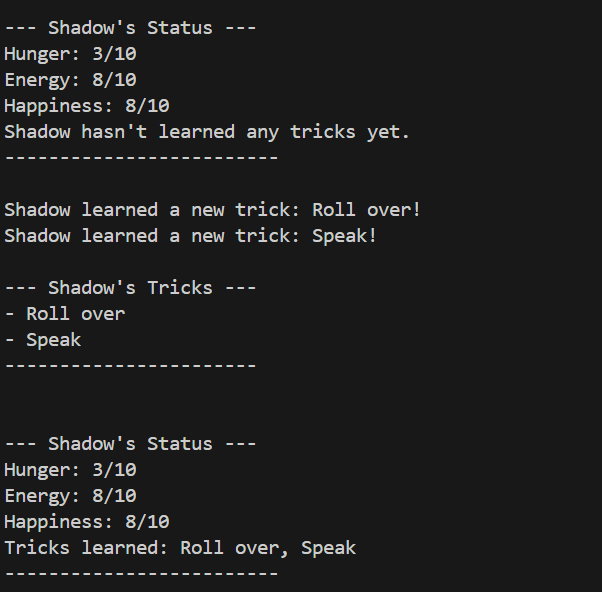 --- Shadow's Status ---
Hunger: 3/10
Energy: 8/10
Happiness: 8/10
Shadow hasn't learned any tricks yet.
-------------------------
Shadow learned a new trick: Roll over!
Shadow learned a new trick: Speak!
--- Shadow's Tricks ---
- Roll over
- Speak
-----------------------
--- Shadow's Status ---
Hunger: 3/10
Energy: 8/10
Happiness: 8/10
Tricks learned: Roll over, Speak
-------------------------